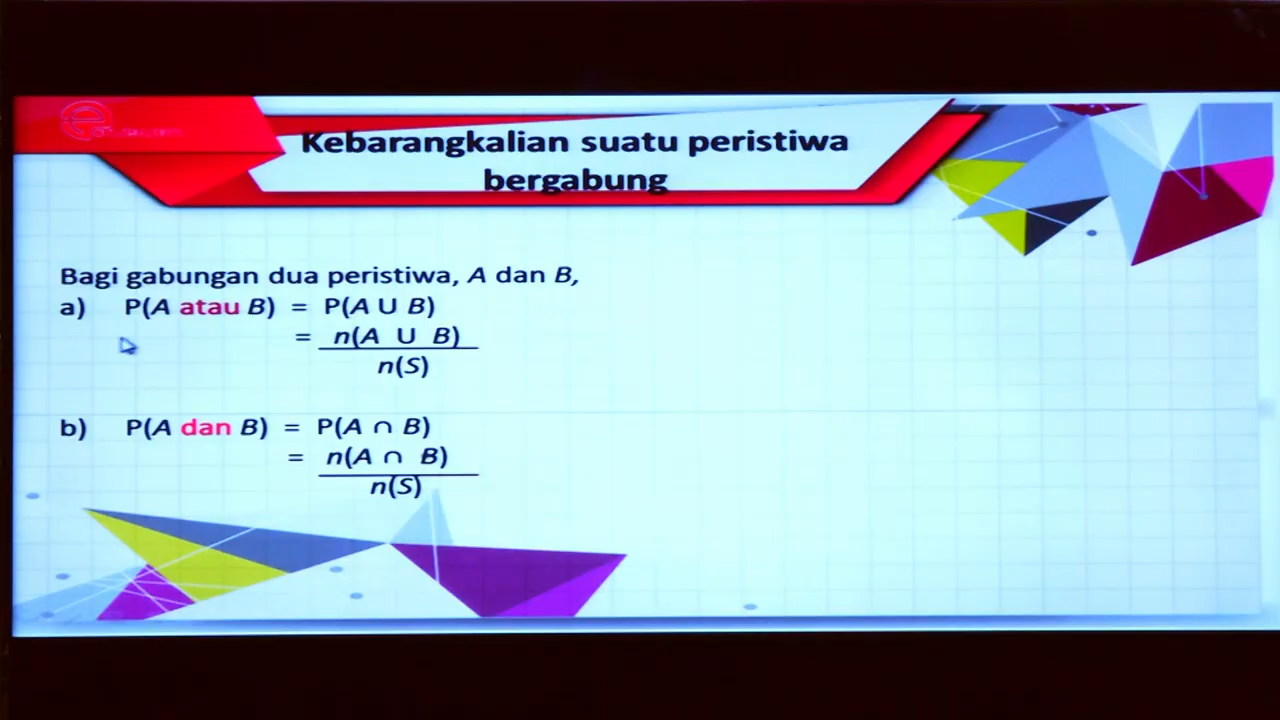 Kebarangkalian suatu peristiwa
bergabung
Bagi gabungan dua peristiwa, A dan B,
a) P(A atau B) = P(A ∪ B)
= n(A ∪ B)
n(S)
b) P(A dan B) = P(A ∩ B)
= n(A ∩ B)
n(S)